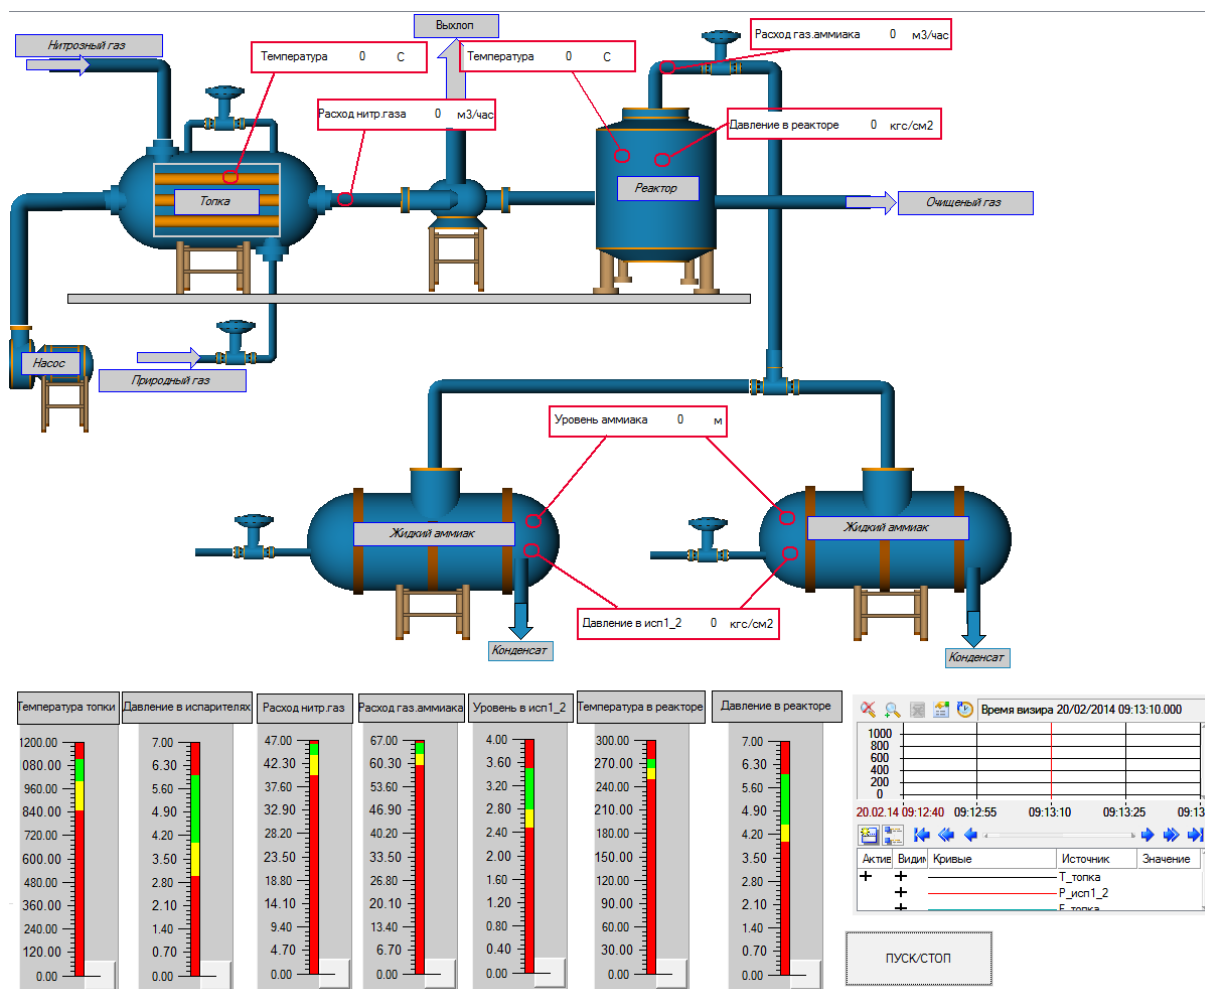 Выхлоп
Расход газ.аммиака 0 м3/час
Нитрозный газ
Температура 0 С
Температура 0 С
Расход нитр.газа 0 м3/час
Давление в реакторе 0 кгс/см2
Реактор
Топка
Очищеный газ
Насос
Природный газ
Уровень аммиака 0 м
Жидкий аммиак
Жидкий аммиак
Давление в исп1_2 0 кгс/см2
Конденсат
Конденсат
Температура топки
1200.00
1080.00
960.00
840.00
720.00
600.00
480.00
360.00
240.00
120.00
0.00
Давление в испарителях
7.00
6.30
5.60
4.90
4.20
3.50
2.80
2.10
1.40
0.70
0.00
Расход нитр.газ
47.00
42.30
37.60
32.90
28.20
23.50
18.80
14.10
9.40
4.70
0.00
Расход газ.аммиака
67.00
60.30
53.60
46.90
40.20
33.50
26.80
20.10
13.40
6.70
0.00
Уровень в исп1_2
4.00
3.60
3.20
2.80
2.40
2.00
1.60
1.20
0.80
0.40
0.00
Температура в реакторе
300.00
270.00
240.00
210.00
180.00
150.00
120.00
90.00
60.00
30.00
0.00
Давление в реакторе
7.00
6.30
5.60
4.90
4.20
3.50
2.80
2.10
1.40
0.70
0.00
Время визира 20/02/2014 09:13:10.000
1000
800
600
400
200
0
20.02.14 09:12:40 09:12:55 09:13:10 09:13:25 09:13:
Актив Видим Кривые Источник Значение
Т_топка
Р_исп1_2
F_топка
ПУСК/СТОП